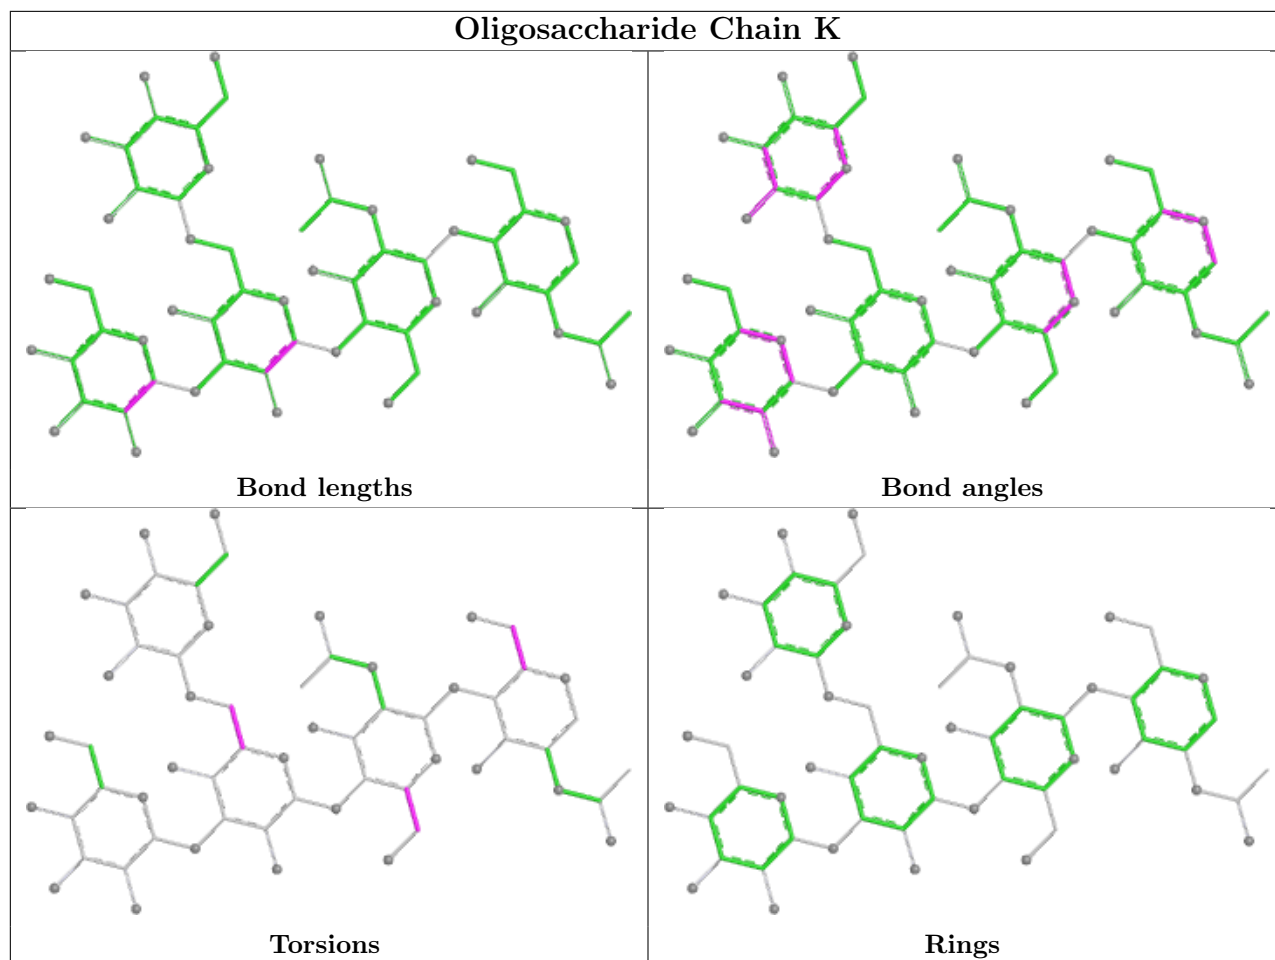 Oligosaccharide Chain K
Bond lengths
Bond angles
Torsions
Rings